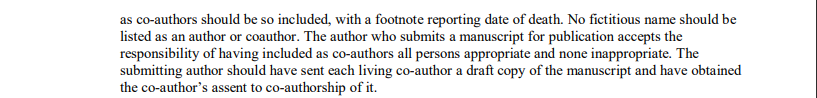 as co-authors should be so included, with a footnote reporting date of death. No fictitious name should be
listed as an author or coauthor. The author who submits a manuscript for publication accepts the
responsibility of having included as co-authors all persons appropriate and none inappropriate. The
submitting author should have sent each living co-author a draft copy of the manuscript and have obtained
the co-author’s assent to co-authorship of it.